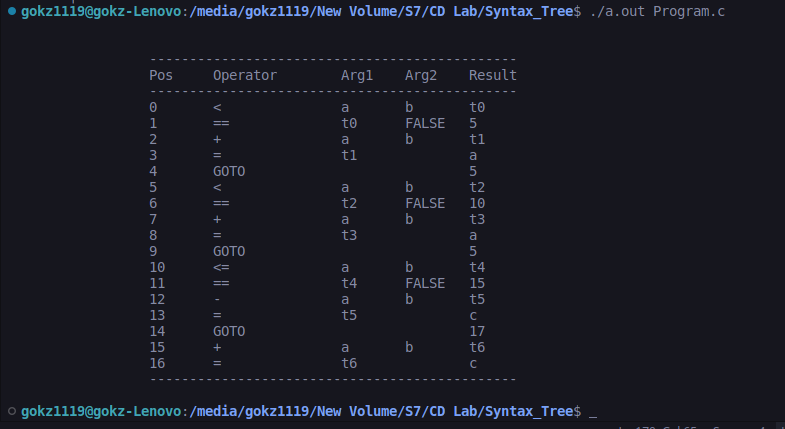 gokz1119@gokz-Lenovo:/media/gokz1119/New Volume/S7/CD Lab/Syntax_Tree$ ./a.out Program.c
----------------------------------------------
Pos Operator Arg1 Arg2 Result
----------------------------------------------
0 < a b t0
1 == t0 FALSE 5
2 + a b t1
3 = t1 a
4 GOTO 5
5 < a b t2
6 == t2 FALSE 10
7 + a b t3
8 = t3 a
9 GOTO 5
10 <= a b t4
11 == t4 FALSE 15
12 - a b t5
13 = t5 c
14 GOTO 17
15 + a b t6
16 = t6 c
----------------------------------------------
gokz1119@gokz-Lenovo:/media/gokz1119/New Volume/S7/CD Lab/Syntax_Tree$ _